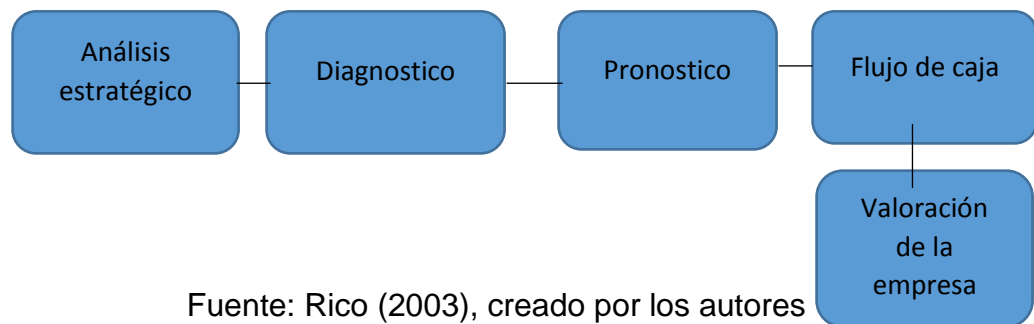 Análisis
estratégico
Diagnostico
Pronostico
Flujo de caja
Valoración
de la
empresa
Fuente: Rico (2003), creado por los autores